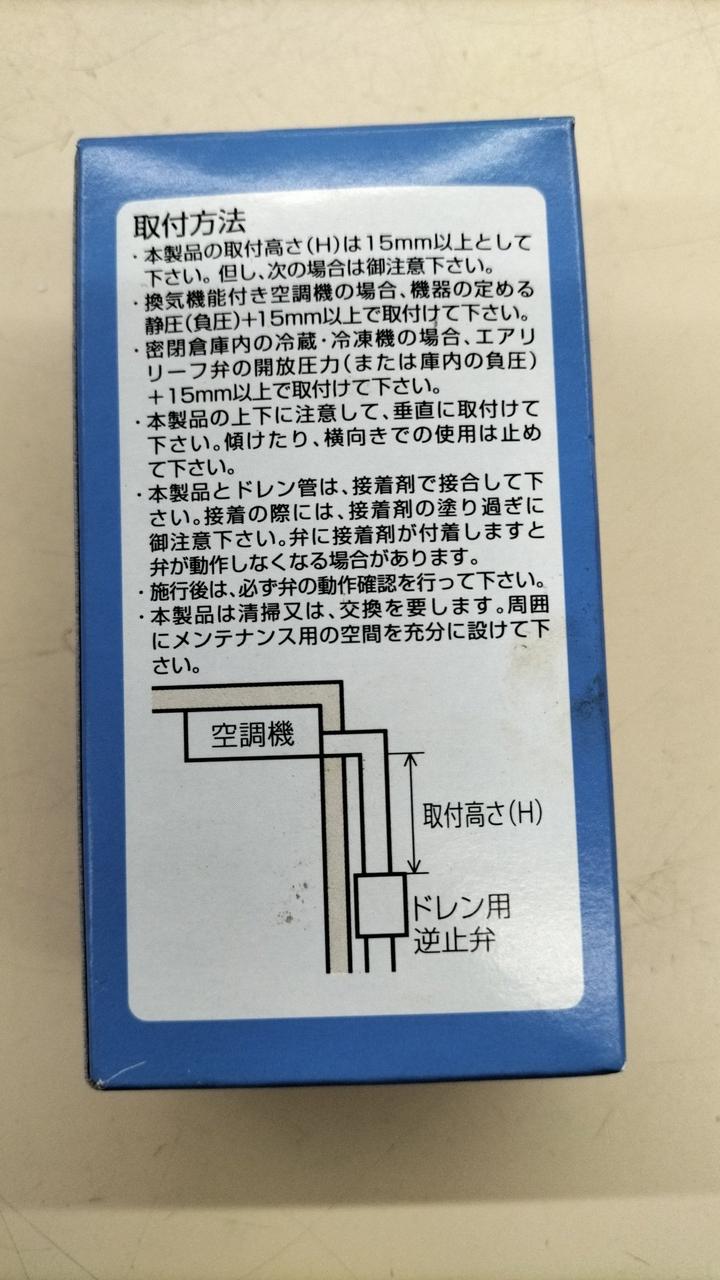 取付方法
・本製品の取付高さ(H)は15mm以上として
下さい。但し、次の場合は御注意下さい。
・換気機能付き空調機の場合、機器の定める
静圧(負圧)+15mm以上で取付けて下さい。
・密閉倉庫内の冷蔵・冷凍機の場合、エアリ
リーフ弁の開放圧力(または庫内の負圧)
+15mm以上で取付けて下さい。
・本製品の上下に注意して、垂直に取付けて
下さい。傾けたり、横向きでの使用は止め
て下さい。
・本製品とドレン管は、接着剤で接合して下
さい。接着の際には、接着剤の塗り過ぎに
御注意下さい。弁に接着剤が付着しますと
弁が動作しなくなる場合があります。
・施行後は、必ず弁の動作確認を行って下さい。
・本製品は清掃又は、交換を要します。周囲
にメンテナンス用の空間を充分に設けて下
さい。
空調機
取付高さ(H)
ドレン用
逆止弁